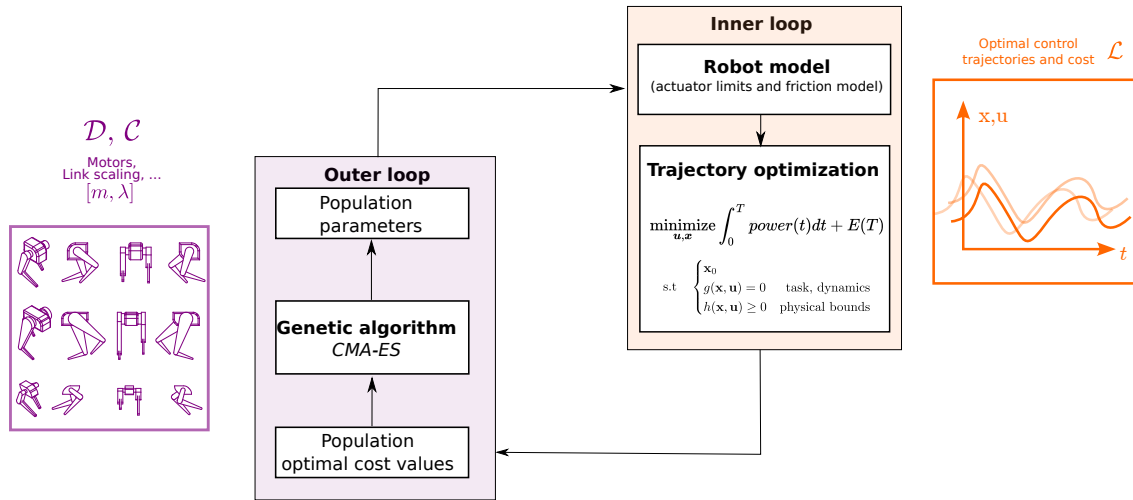 𝒟, 𝒞
Motors,
Link scaling, ...
[m, λ]
Outer loop
Population
parameters
Genetic algorithm
CMA-ES
Population
optimal cost values
Inner loop
Robot model
(actuator limits and friction model)
Trajectory optimization
minimize ∫₀ᵀ power(t)dt + E(T)
u,x
s.t
x₀
g(x, u) = 0 task, dynamics
h(x, u) ≥ 0 physical bounds
Optimal control
trajectories and cost ℒ
x,u
t